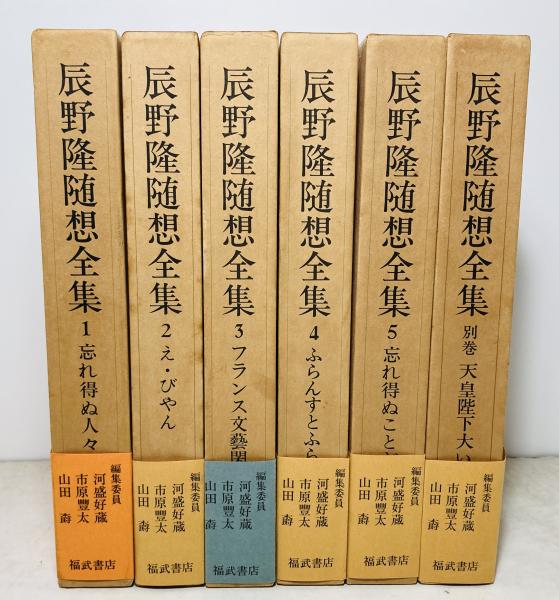 辰野隆随想全集
1 忘れ得ぬ人々
編集委員
河盛好蔵
市原豊太
山田𣝣
福武書店
辰野隆随想全集
2 え・びやん
編集委員
河盛好蔵
市原豊太
山田𣝣
福武書店
辰野隆随想全集
3 フランス文藝閑
編集委員
河盛好蔵
市原豊太
山田𣝣
福武書店
辰野隆随想全集
4 ふらんすとふら
編集委員
河盛好蔵
市原豊太
山田𣝣
福武書店
辰野隆随想全集
5 忘れ得ぬこと
編集委員
河盛好蔵
市原豊太
山田𣝣
福武書店
辰野隆随想全集
別巻 天皇陛下大い
編集委員
河盛好蔵
市原豊太
山田𣝣
福武書店